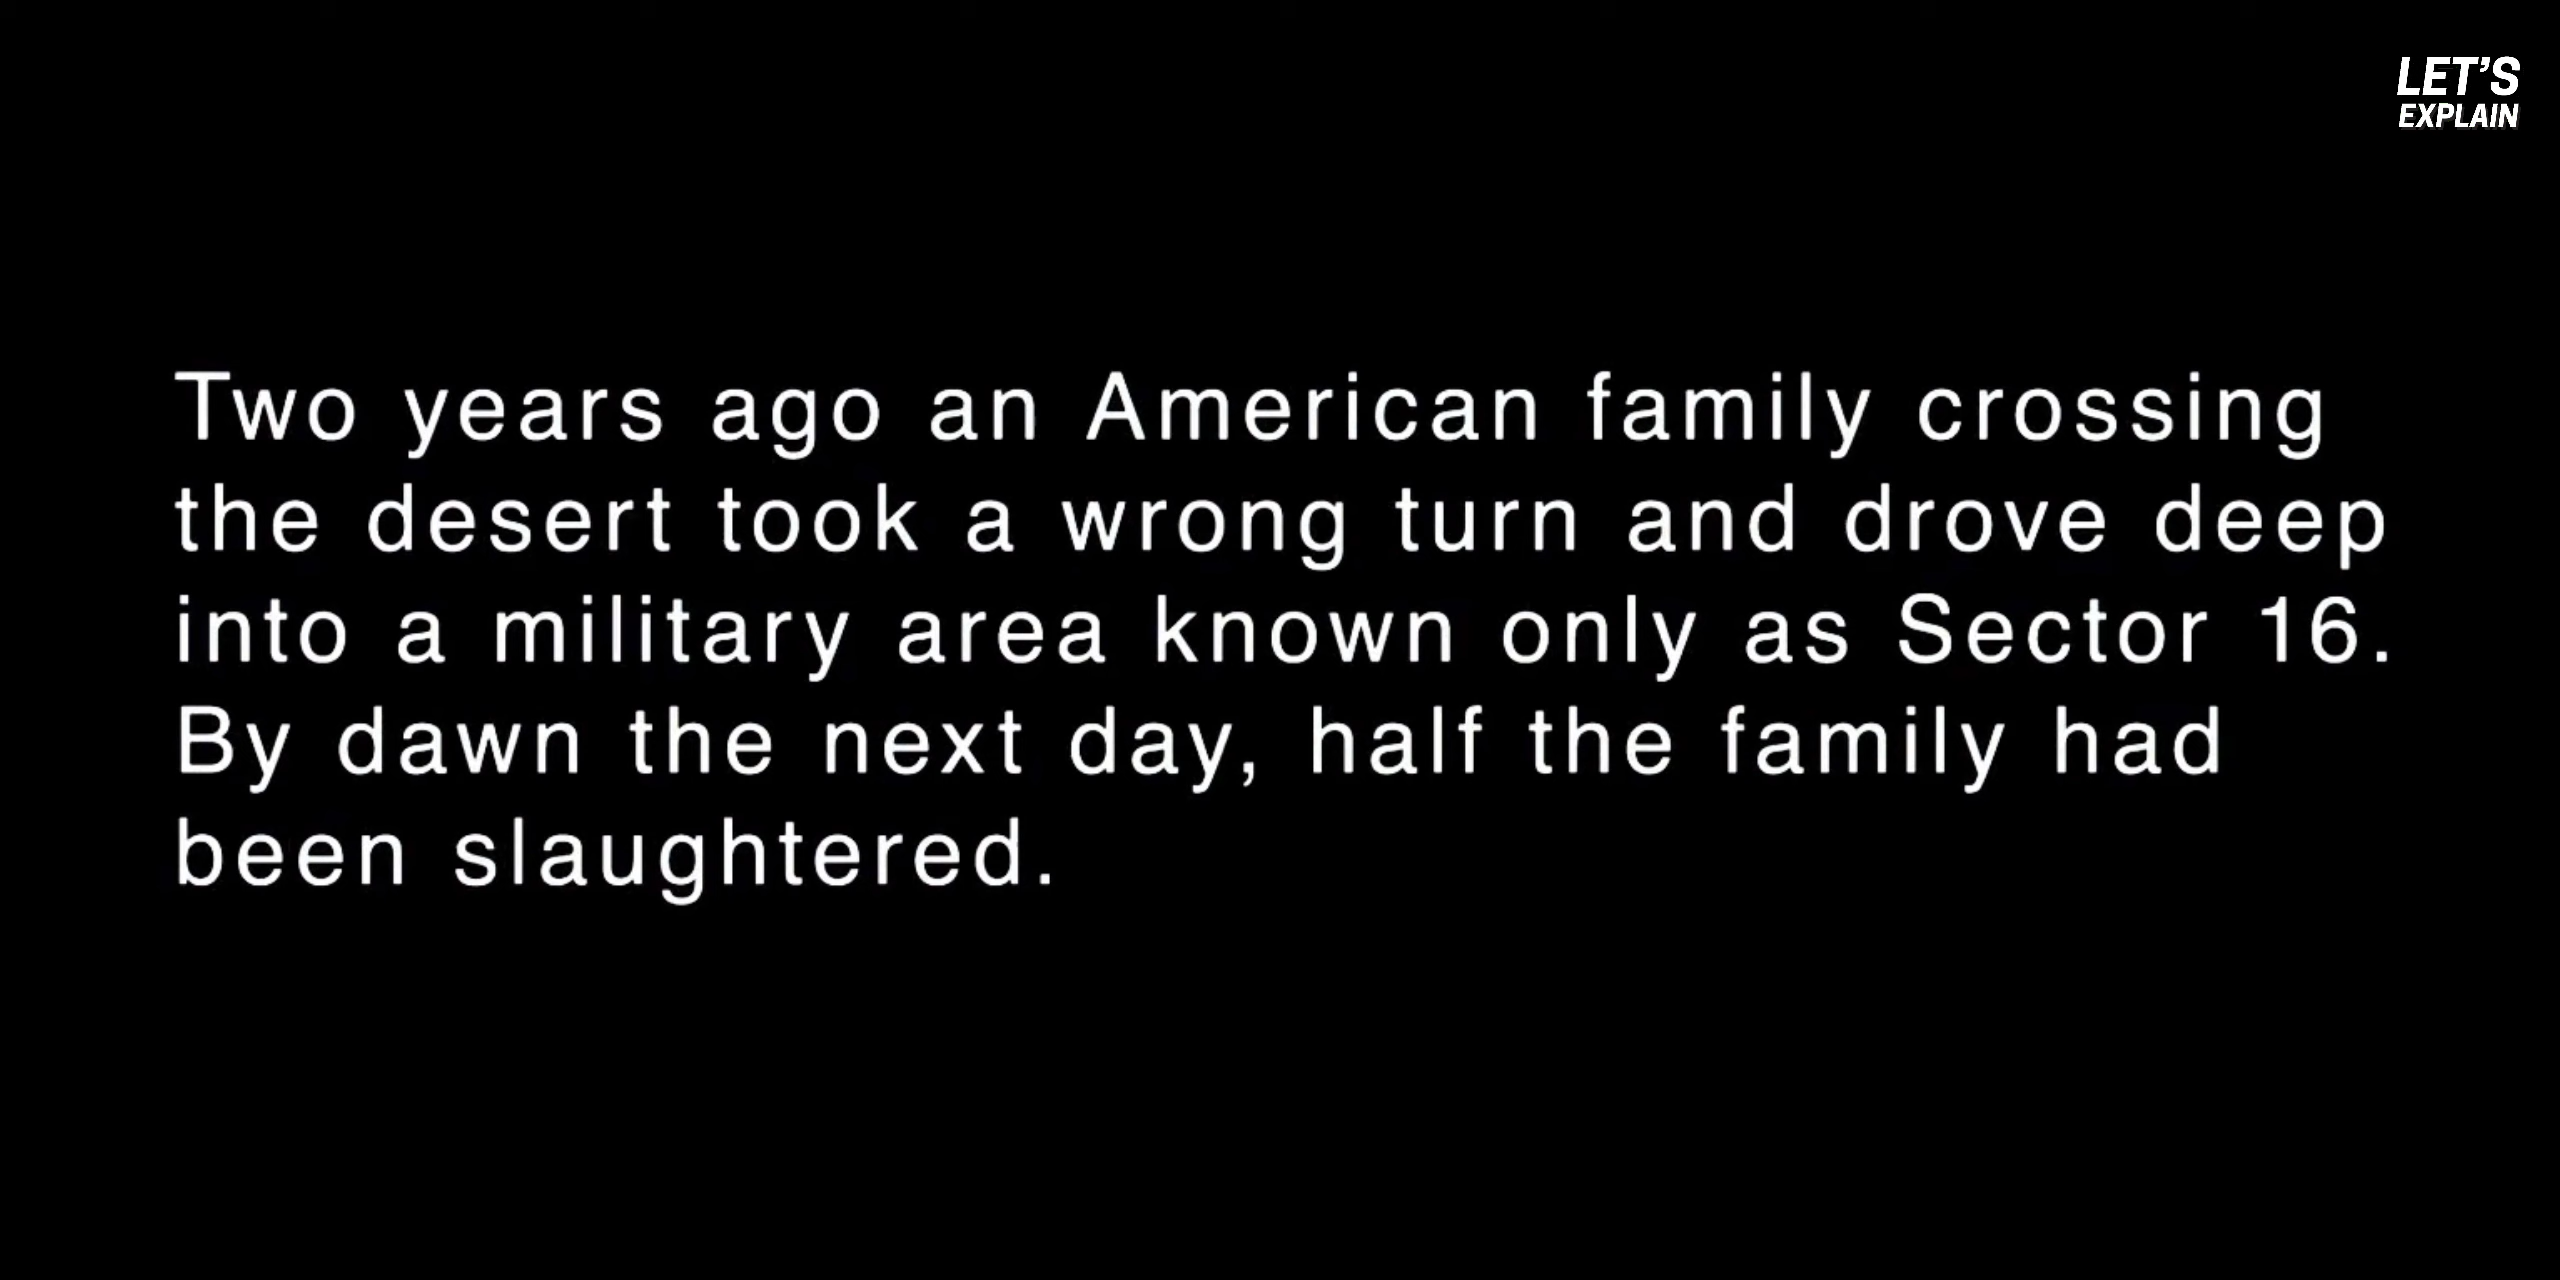 LET'S
EXPLAIN
Two years ago an American family crossing
the desert took a wrong turn and drove deep
into a military area known only as Sector 16.
By dawn the next day, half the family had
been slaughtered.